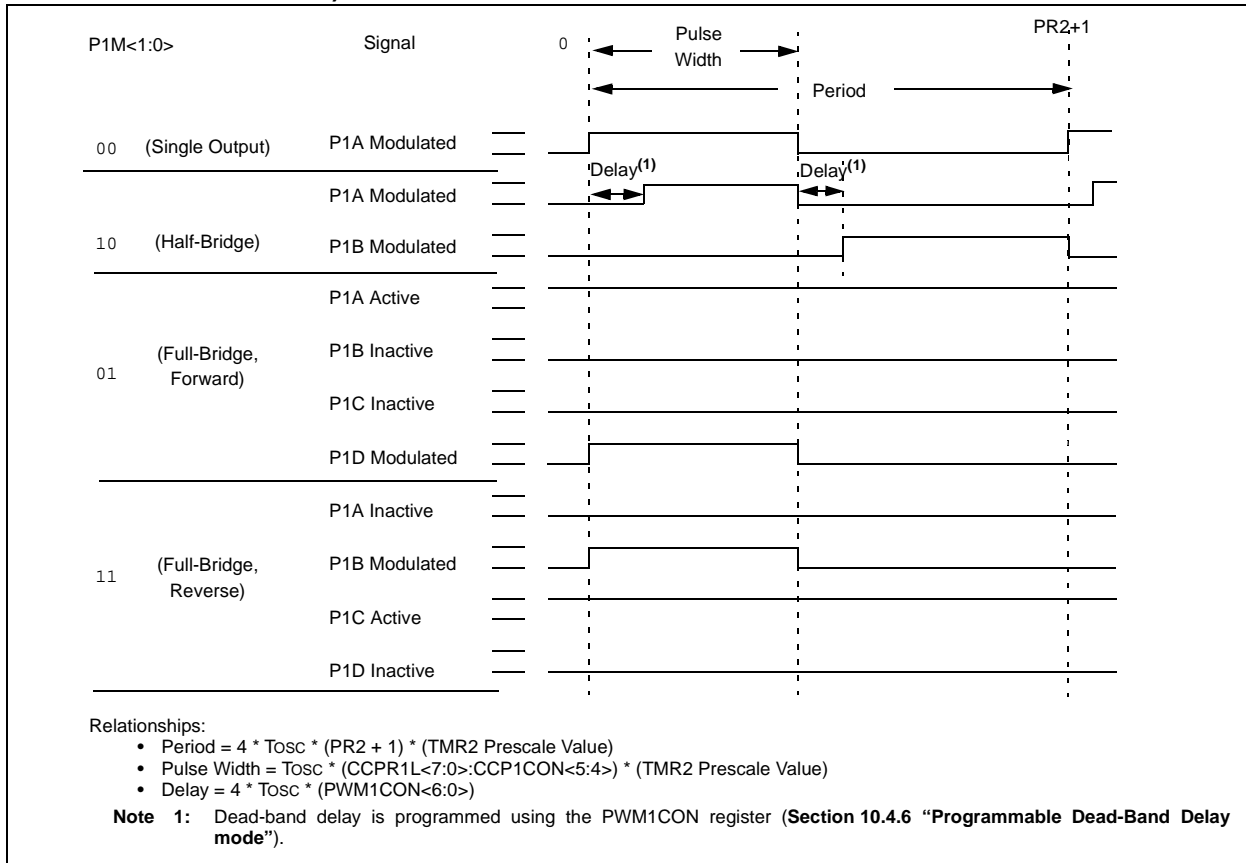 P1M<1:0> Signal 0 Pulse Width PR2+1
Period
00 (Single Output) P1A Modulated
Delay(1) Delay(1)
P1A Modulated
10 (Half-Bridge) P1B Modulated
P1A Active
P1B Inactive
01 (Full-Bridge, Forward)
P1C Inactive
P1D Modulated
P1A Inactive
P1B Modulated
11 (Full-Bridge, Reverse)
P1C Active
P1D Inactive
Relationships:
• Period = 4 * TOSC * (PR2 + 1) * (TMR2 Prescale Value)
• Pulse Width = TOSC * (CCPR1L<7:0>:CCP1CON<5:4>) * (TMR2 Prescale Value)
• Delay = 4 * TOSC * (PWM1CON<6:0>)
Note 1: Dead-band delay is programmed using the PWM1CON register (Section 10.4.6 “Programmable Dead-Band Delay
mode”).